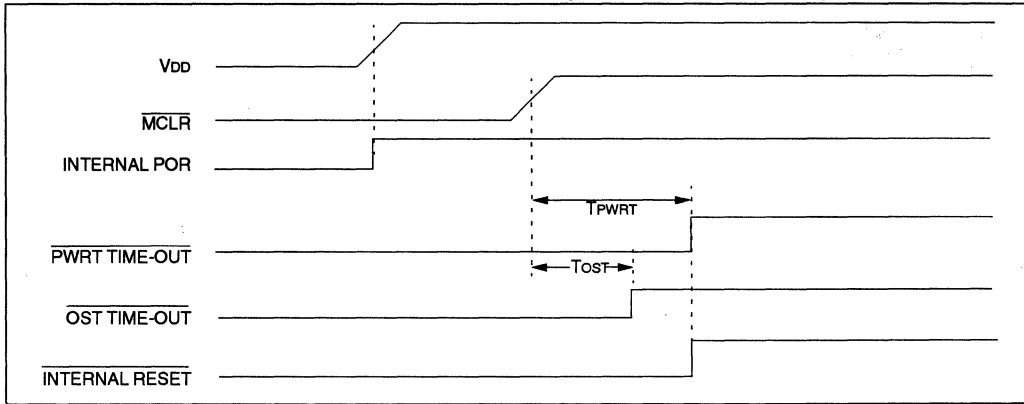 VDD
MCLR
INTERNAL POR
TPWRT
PWRT TIME-OUT
TOST
OST TIME-OUT
INTERNAL RESET